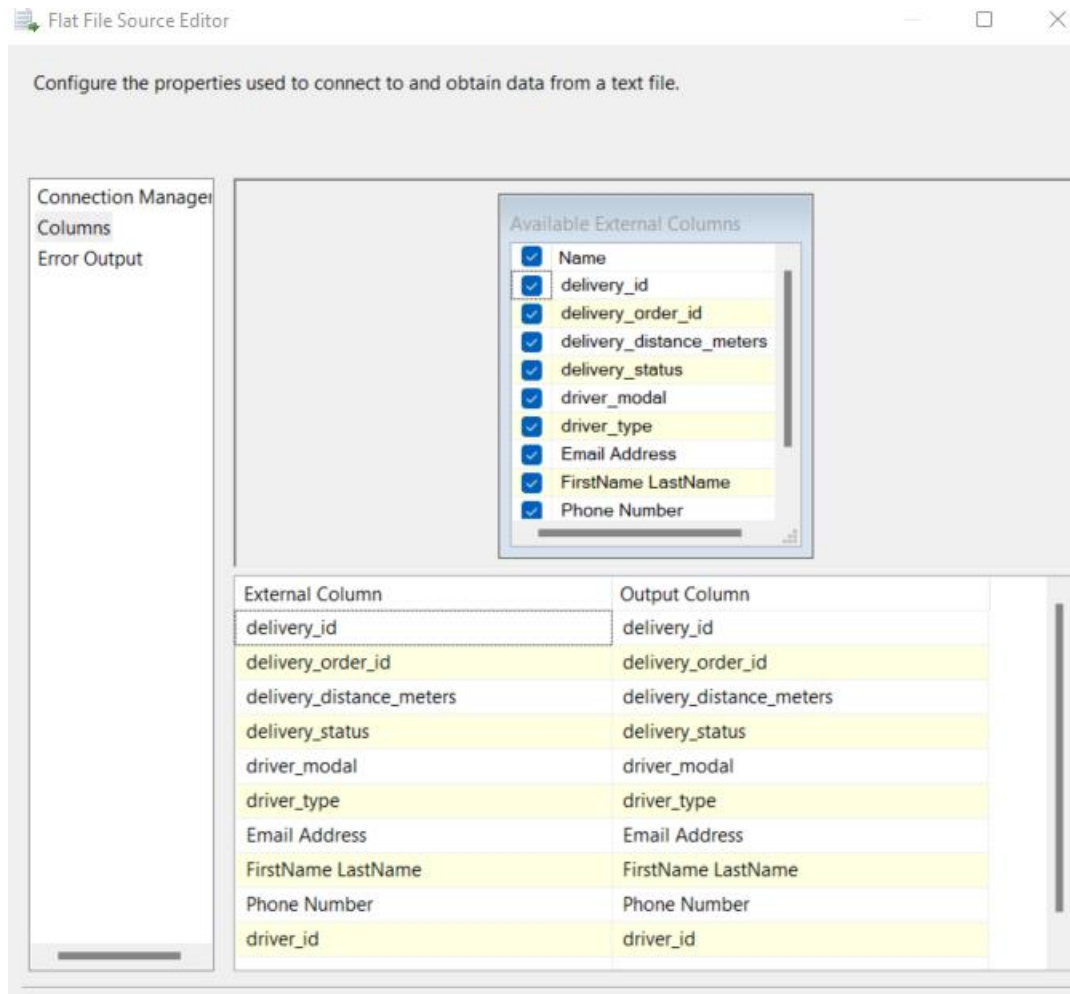 Flat File Source Editor
Configure the properties used to connect to and obtain data from a text file.
Connection Manager
Columns
Error Output
Available External Columns
Name
delivery_id
delivery_order_id
delivery_distance_meters
delivery_status
driver_modal
driver_type
Email Address
FirstName LastName
Phone Number
External Column Output Column
delivery_id delivery_id
delivery_order_id delivery_order_id
delivery_distance_meters delivery_distance_meters
delivery_status delivery_status
driver_modal driver_modal
driver_type driver_type
Email Address Email Address
FirstName LastName FirstName LastName
Phone Number Phone Number
driver_id driver_id